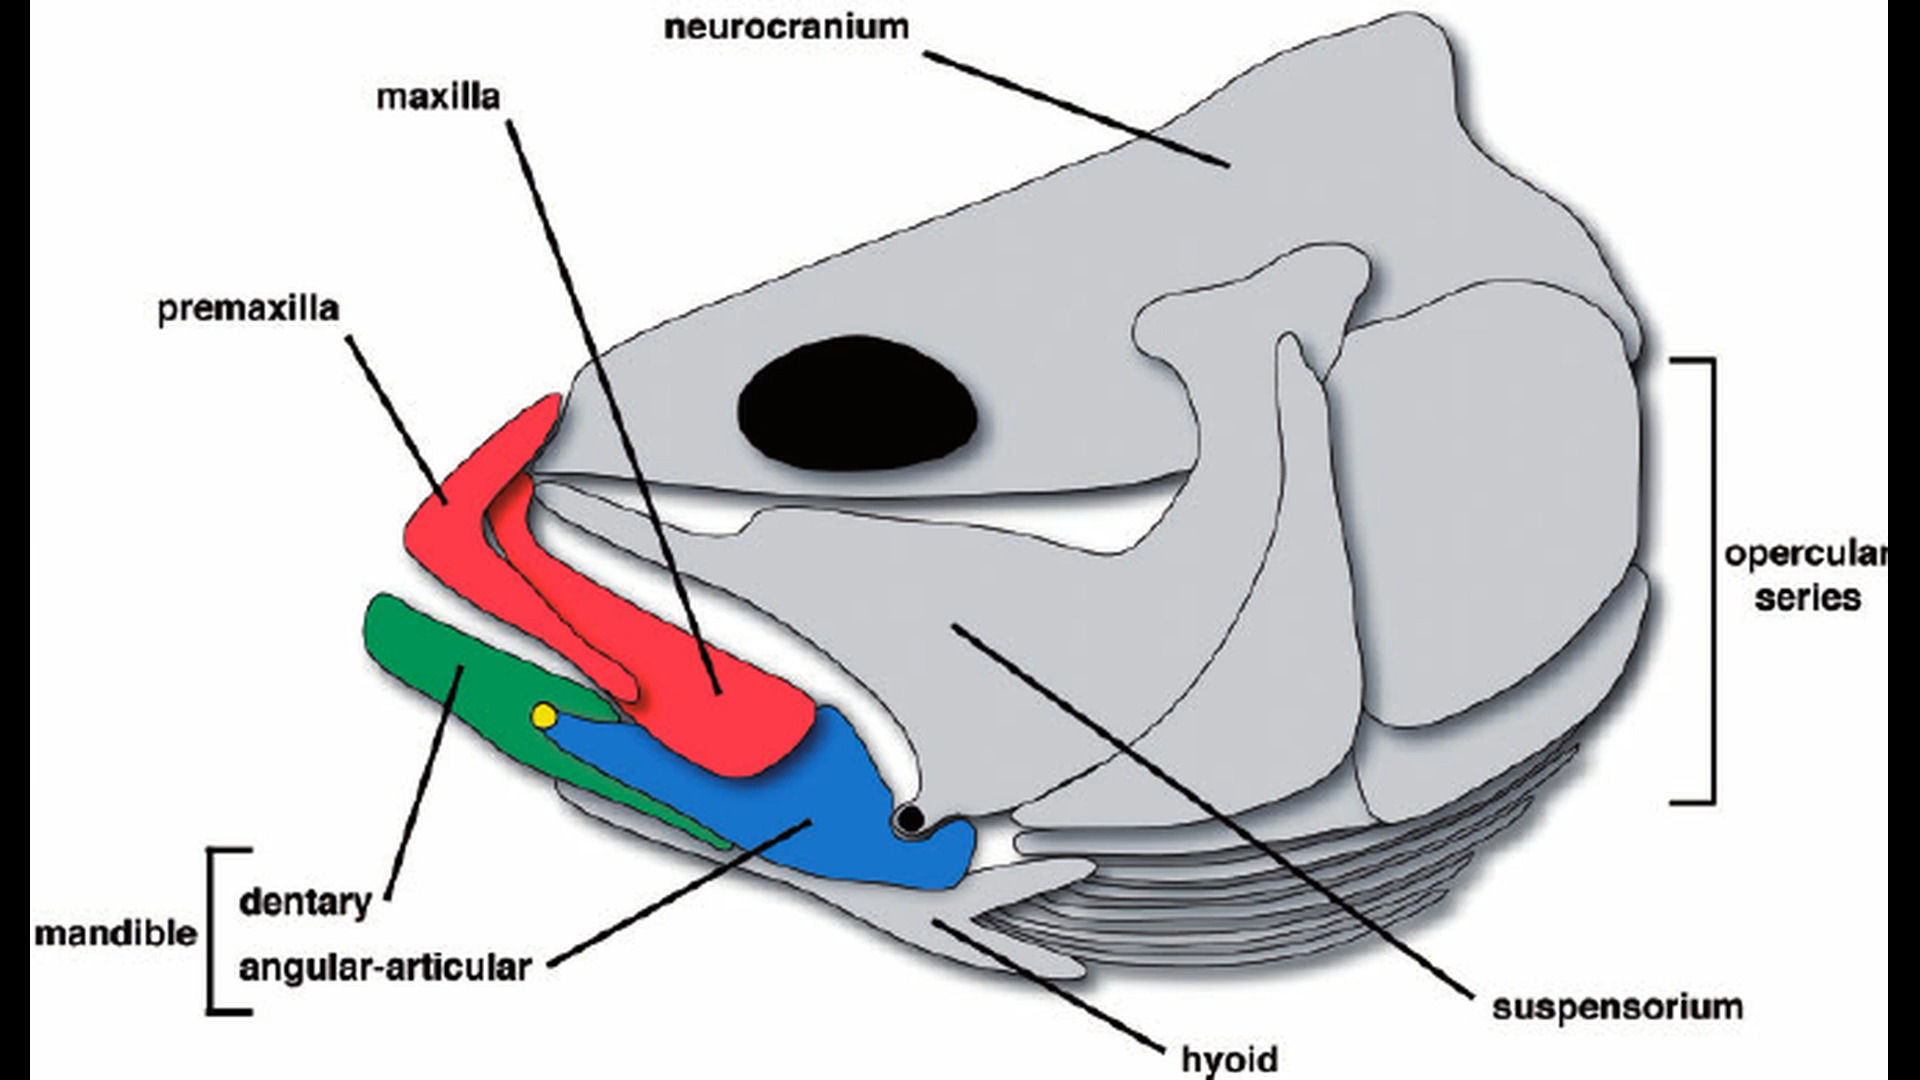 neurocranium
maxilla
premaxilla
opercular
series
dentary
mandible
angular-articular
suspensorium
hyoid